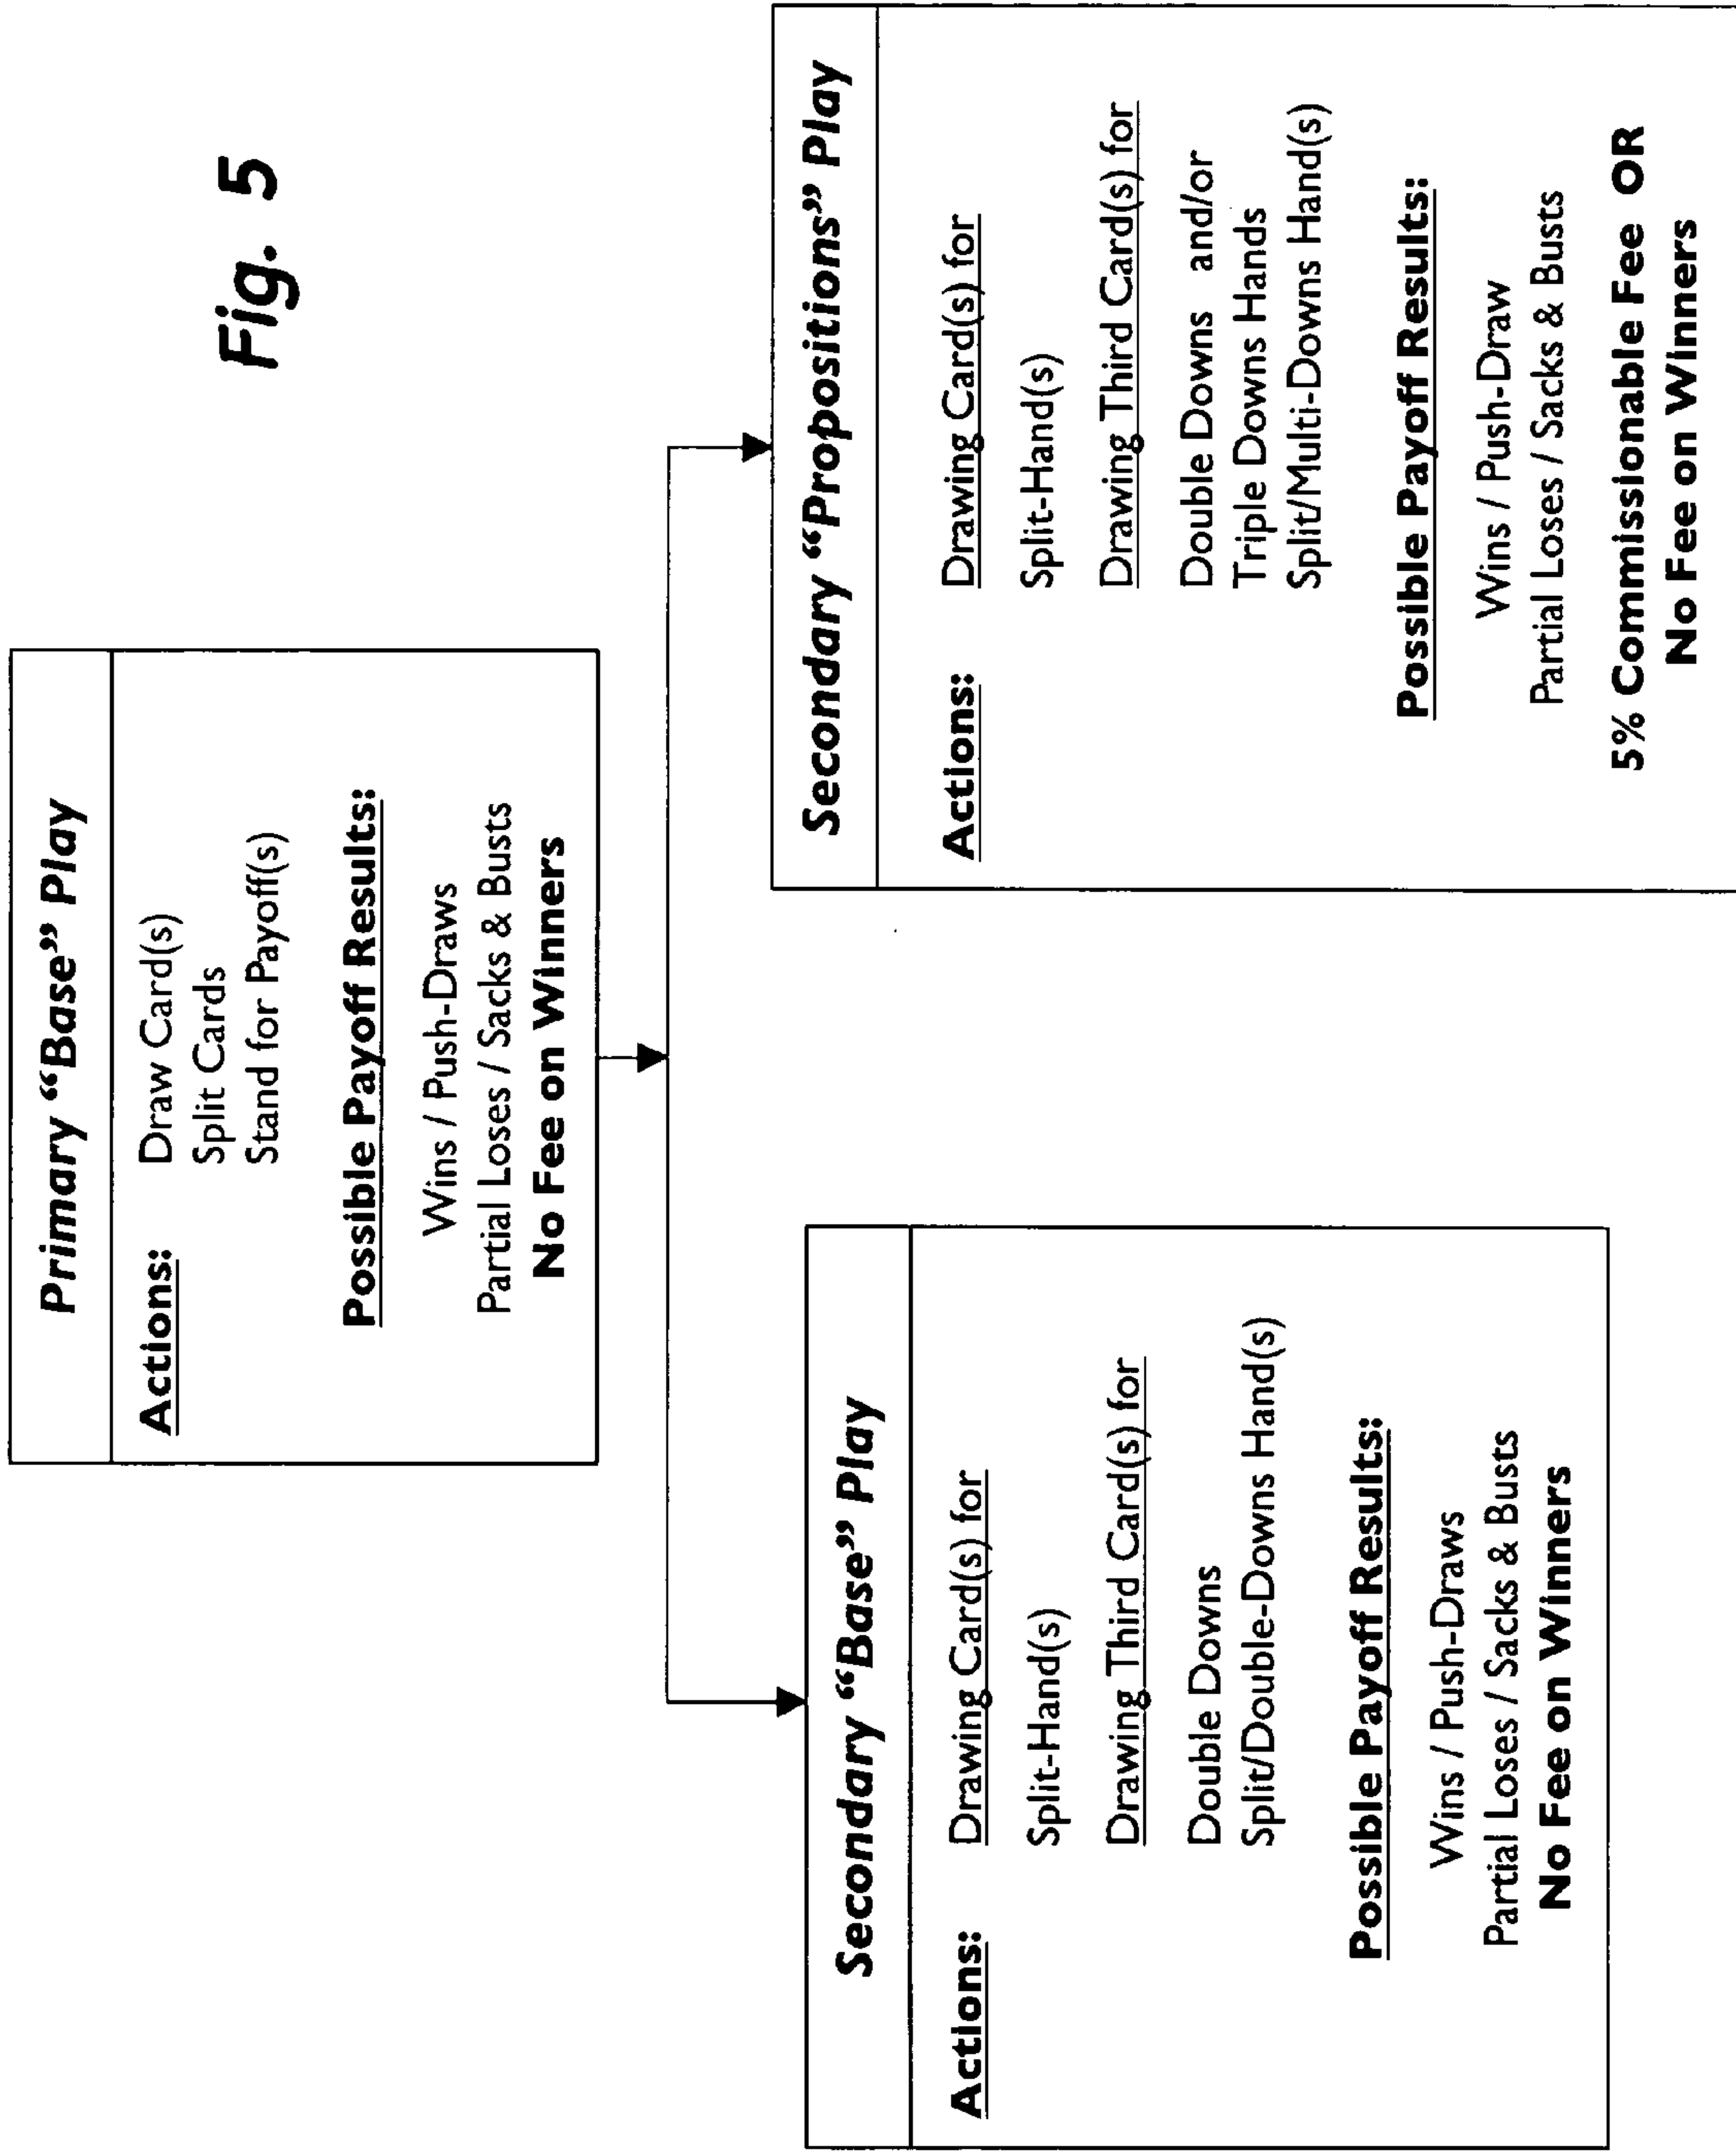 Fig. 5
Primary “Base” Play
Actions:
Draw Card(s)
Split Cards
Stand for Payoff(s)
Possible Payoff Results:
Wins / Push-Draws
Partial Loses / Sacks & Busts
No Fee on Winners
Secondary “Base” Play
Actions:
Drawing Card(s) for
Split-Hand(s)
Drawing Third Card(s) for
Double Downs
Split/Double-Downs Hand(s)
Possible Payoff Results:
Wins / Push-Draws
Partial Loses / Sacks & Busts
No Fee on Winners
Secondary “Propositions” Play
Actions:
Drawing Card(s) for
Split-Hand(s)
Drawing Third Card(s) for
Double Downs and/or
Triple Downs Hands
Split/Multi-Downs Hand(s)
Possible Payoff Results:
Wins / Push-Draw
Partial Loses / Sacks & Busts
5% Commissionable Fee OR
No Fee on Winners